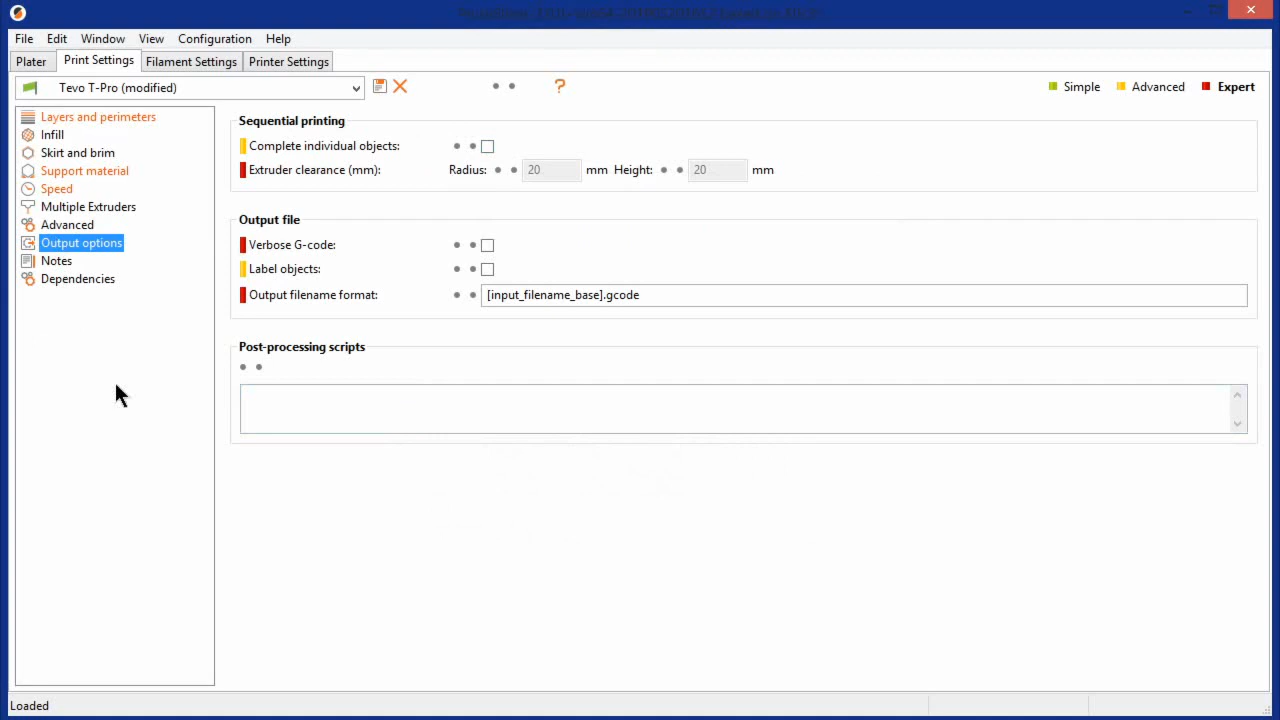 File Edit Window View Configuration Help
Plater Print Settings Filament Settings Printer Settings
Tevo T-Pro (modified) ? Simple Advanced Expert
Layers and perimeters
Infill
Skirt and brim
Support material
Speed
Multiple Extruders
Advanced
Output options
Notes
Dependencies
Sequential printing
Complete individual objects:
Extruder clearance (mm): Radius: 20 mm Height: 20 mm
Output file
Verbose G-code:
Label objects:
Output filename format: [input_filename_base].gcode
Post-processing scripts
Loaded